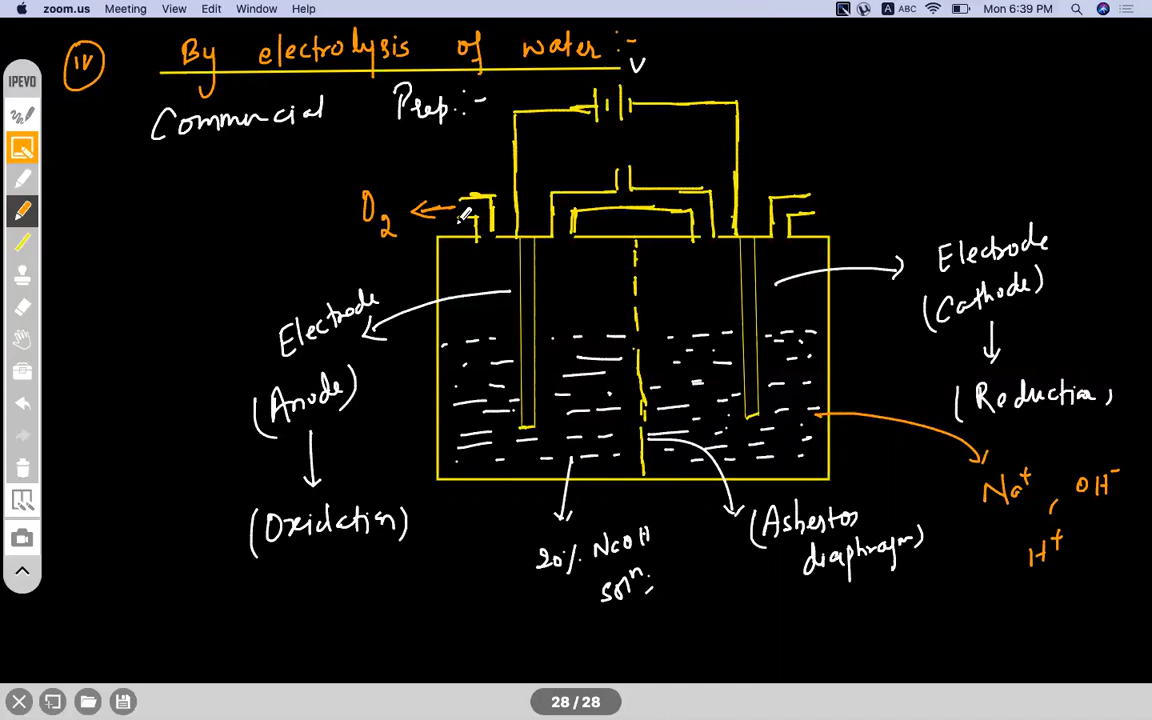 zoom.us Meeting View Edit Window Help
A ABC Mon 6:39 PM
IPEVO
IV By electrolysis of water :-
Commercial Prep :-
V
O2
Electrode
(Anode)
(Oxidation)
Electrode
(Cathode)
(Reduction,
Na+ , OH-
H+
20% NaOH
soln.
(Asbestos
diaphragm)
28 / 28